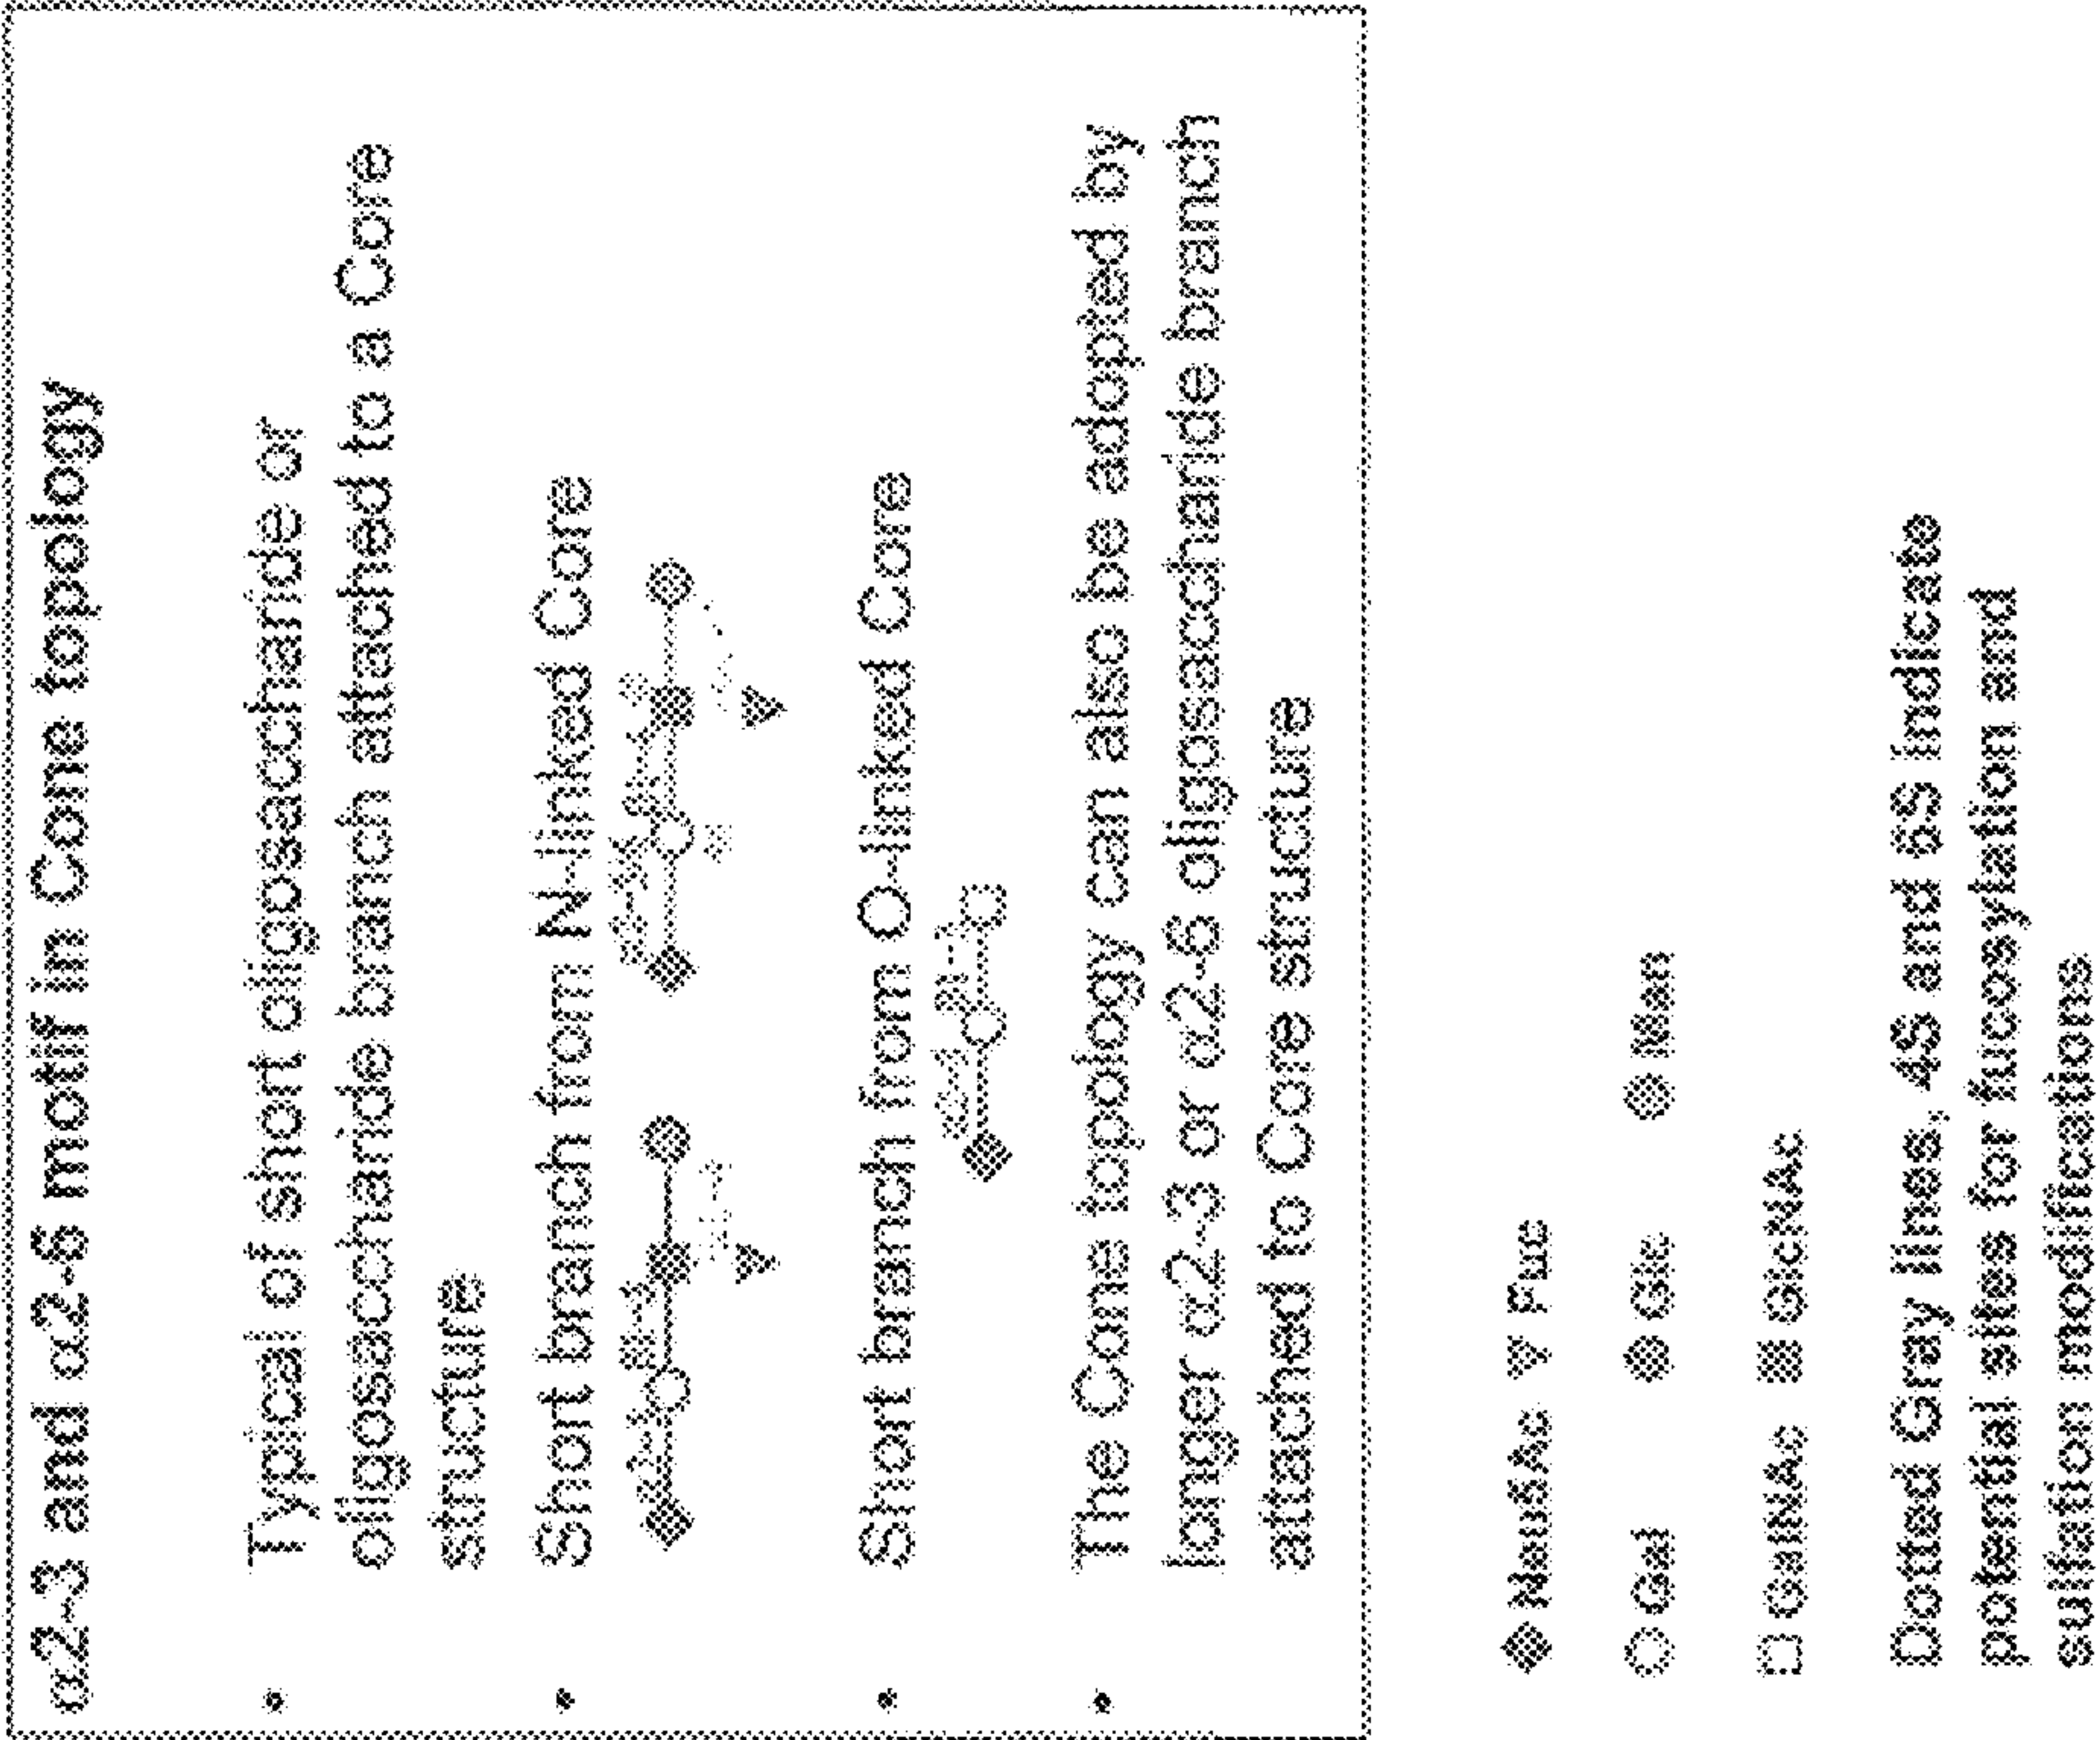 α2-3 and α2-6 motif in Cone topology
• Typical of short oligosaccharide or
oligosaccharide branch attached to a Core
structure
• Short branch from N-linked Core
• Short branch from O-linked Core
• The Cone topology can also be adopted by
longer α2-3 or α2-6 oligosaccharide branch
attached to Core structure
Neu5Ac Fuc
Gal Glc Man
GalNAc GlcNAc
Dotted Gray lines, 4S and 6S indicate
potential sites for fucosylation and
sulfation modifications